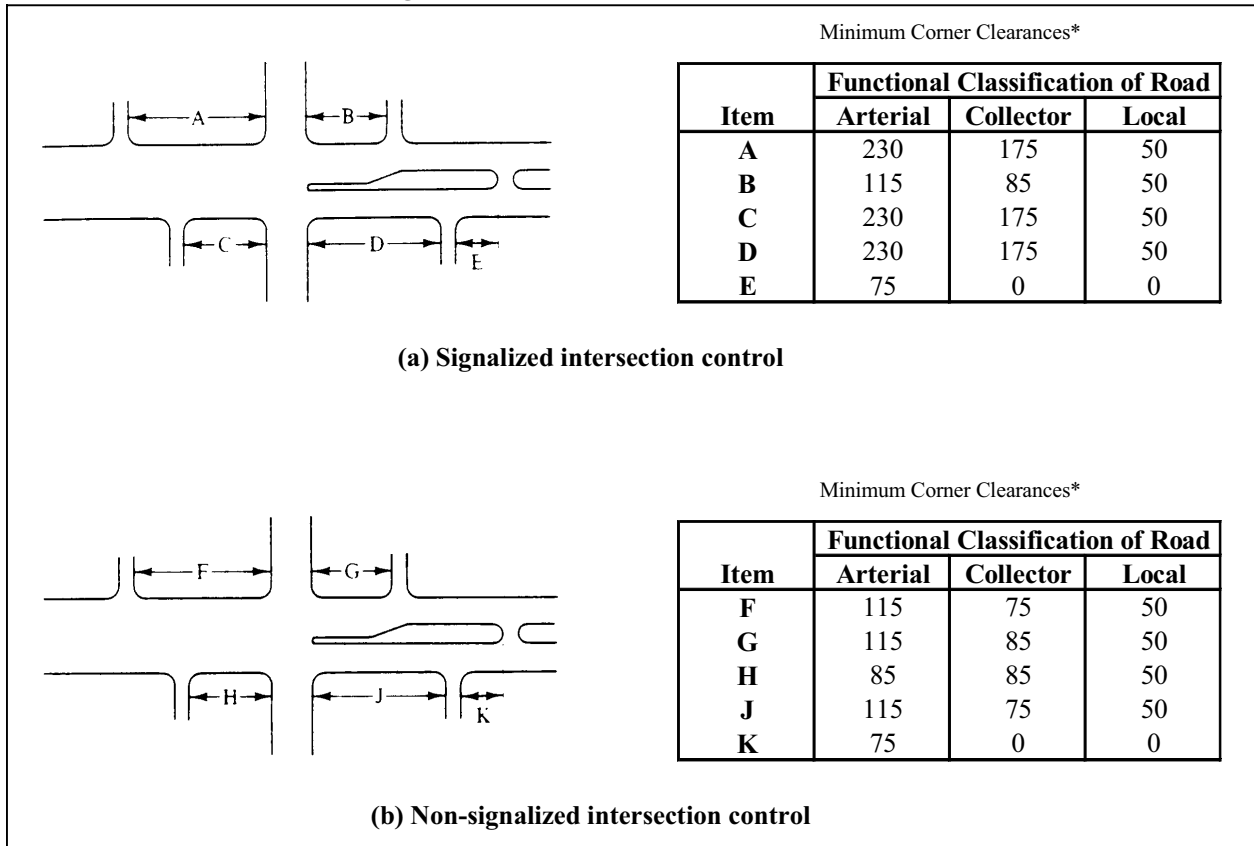 Minimum Corner Clearances*
A
B
C
D
E
Functional Classification of Road
Item Arterial Collector Local
A 230 175 50
B 115 85 50
C 230 175 50
D 230 175 50
E 75 0 0
(a) Signalized intersection control
Minimum Corner Clearances*
F
G
H
J
K
Functional Classification of Road
Item Arterial Collector Local
F 115 75 50
G 115 85 50
H 85 85 50
J 115 75 50
K 75 0 0
(b) Non-signalized intersection control